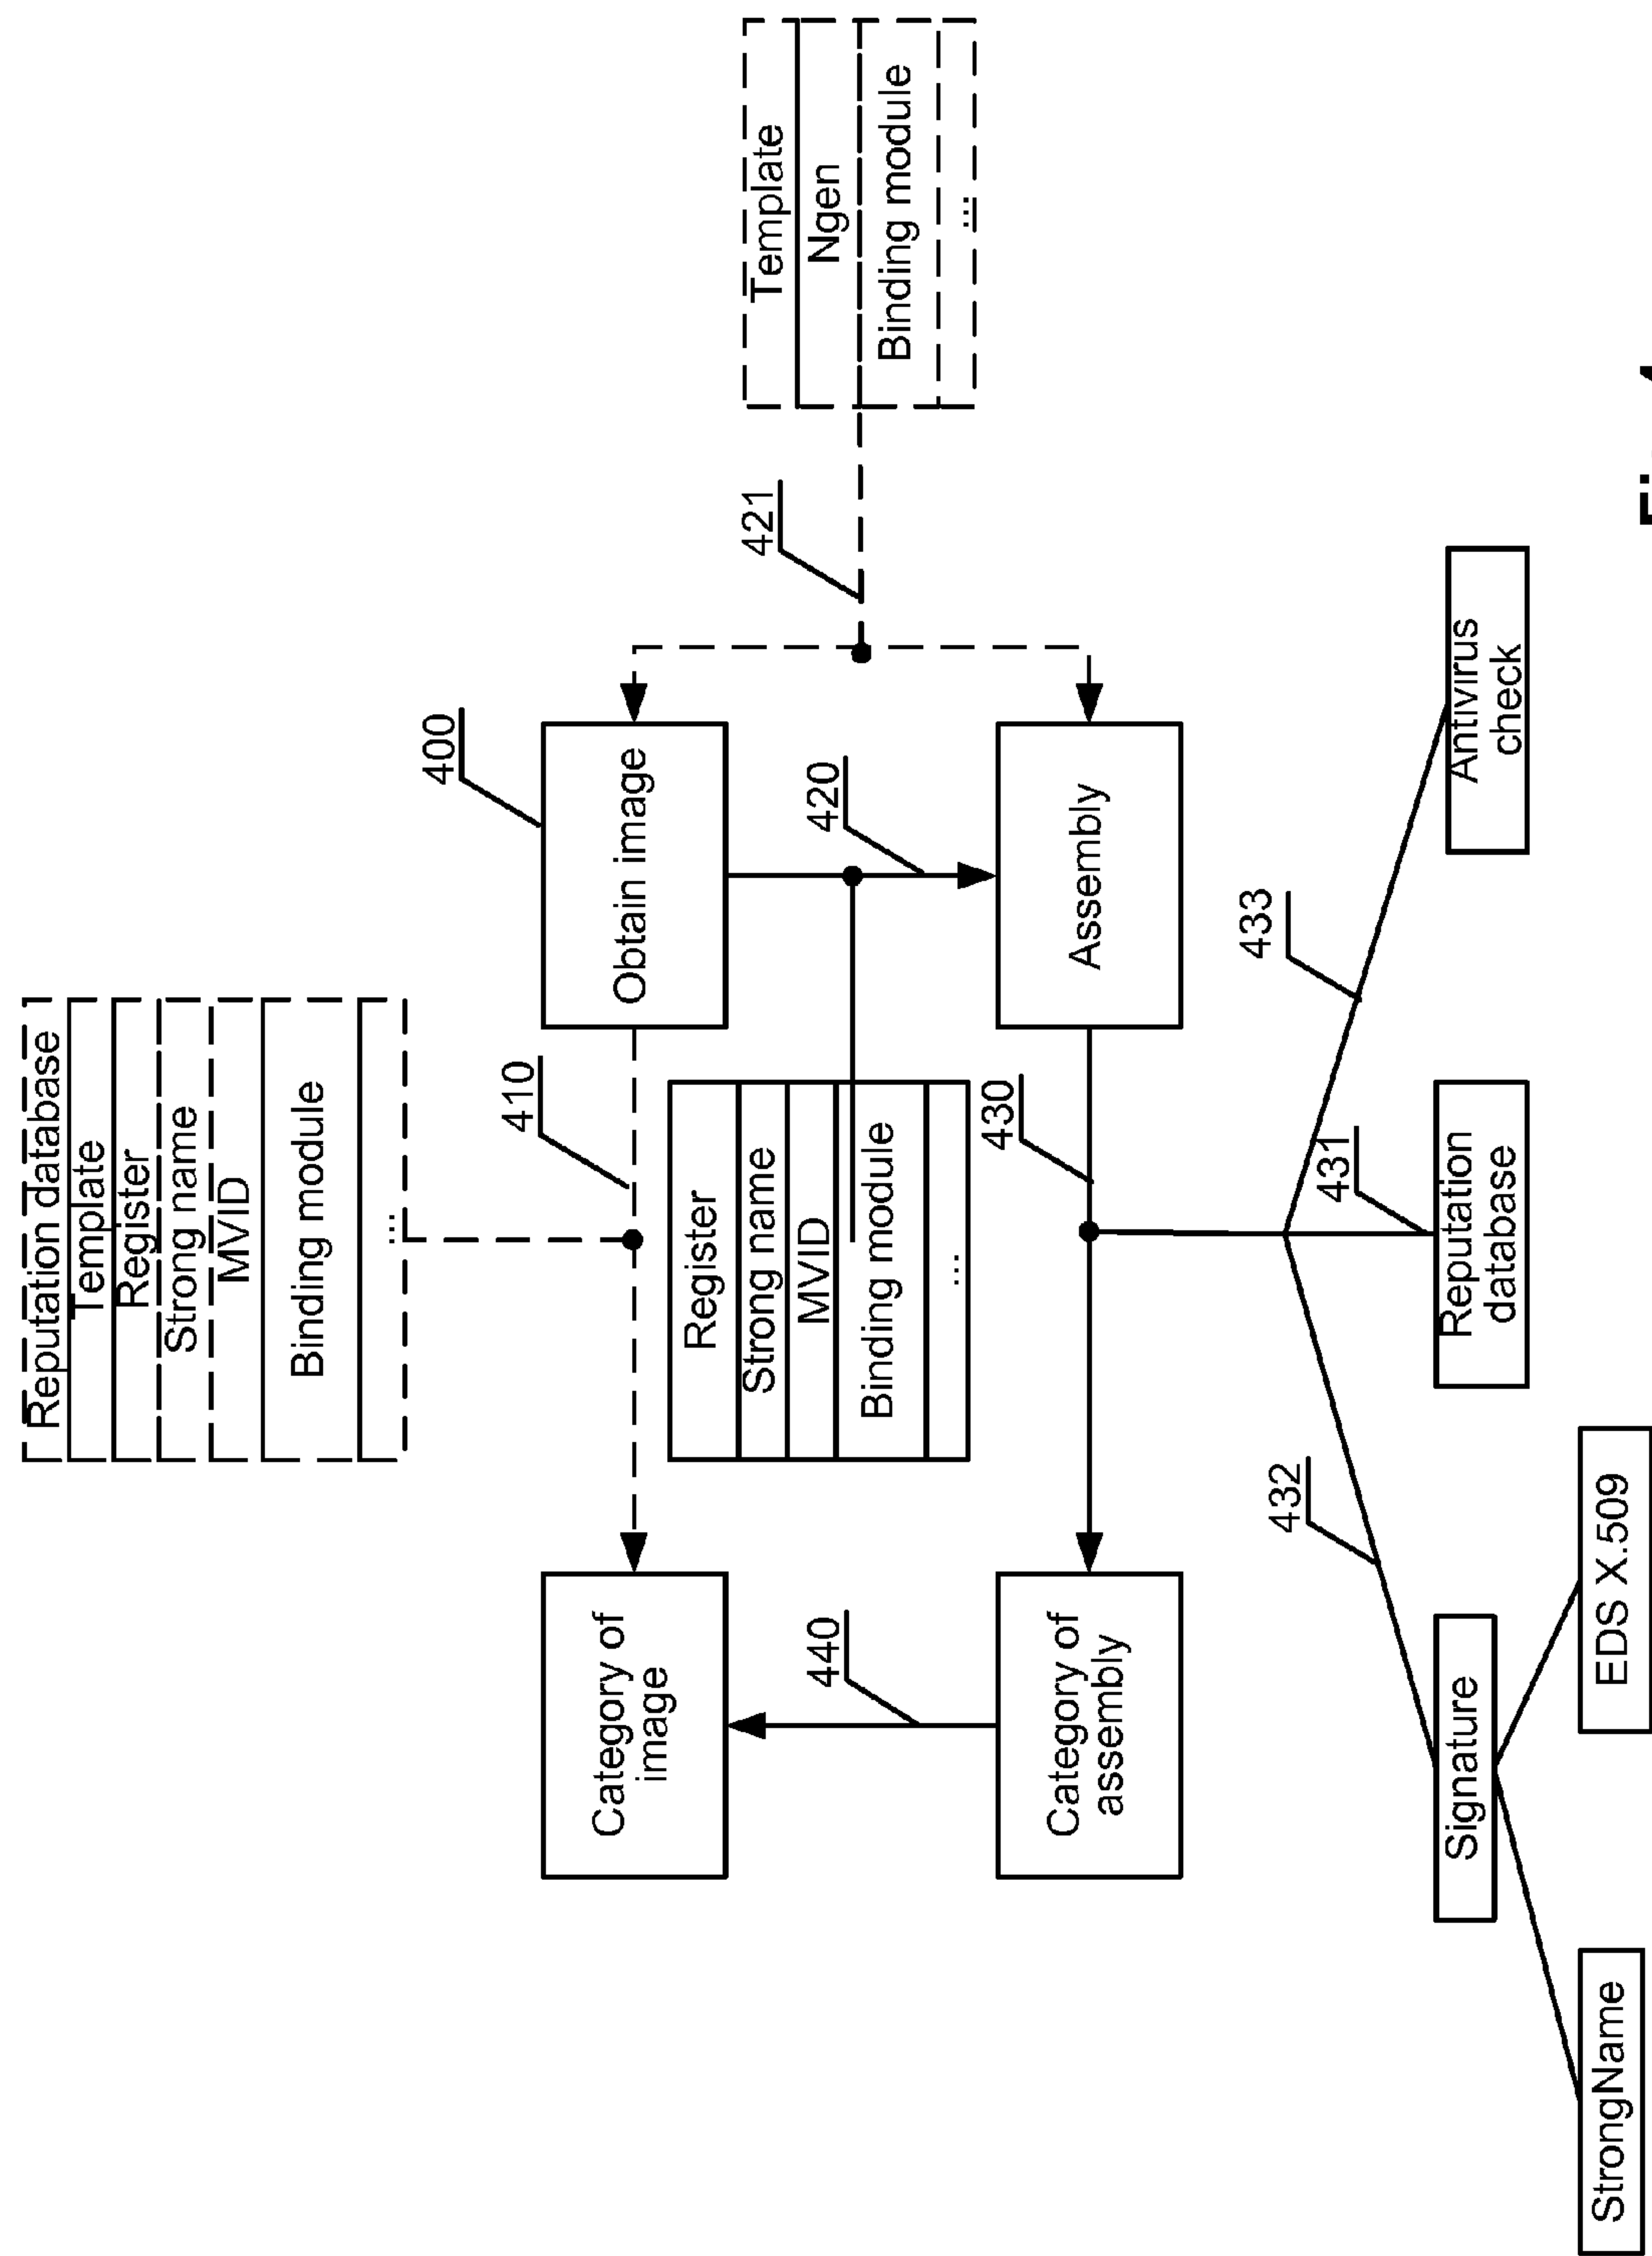 Reputation database
Template
Register
Strong name
MVID
Binding module
...
400
410
Category of
image
Obtain image
Register
Strong name
MVID
Binding module
...
421
Template
Ngen
Binding module
...
440
420
430
Category of
assembly
Assembly
432
431
433
Signature
Reputation
database
Antivirus
check
StrongName
EDS X.509